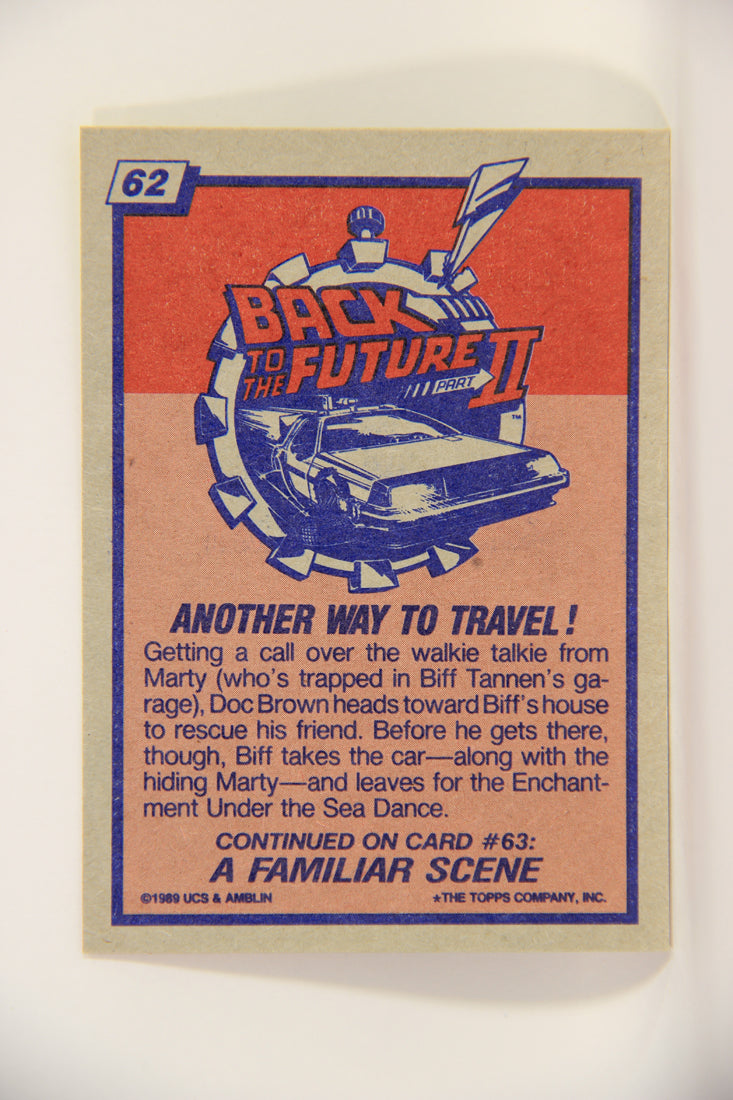 62
BACK
TO THE FUTURE
PART II
TM
ANOTHER WAY TO TRAVEL!
Getting a call over the walkie talkie from
Marty (who's trapped in Biff Tannen's ga-
rage), Doc Brown heads toward Biff's house
to rescue his friend. Before he gets there,
though, Biff takes the car—along with the
hiding Marty—and leaves for the Enchant-
ment Under the Sea Dance.
CONTINUED ON CARD #63:
A FAMILIAR SCENE
©1989 UCS & AMBLIN ★THE TOPPS COMPANY, INC.